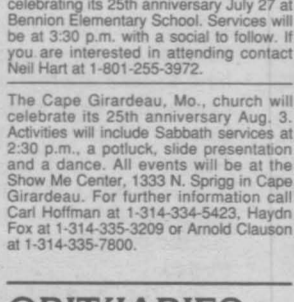 celebrating its 25th anniversary July 27 at
Bennion Elementary School. Services will
be at 3:30 p.m. with a social to follow. If
you are interested in attending contact
Neil Hart at 1-801-255-3972.
The Cape Girardeau, Mo., church will
celebrate its 25th anniversary Aug. 3.
Activities will include Sabbath services at
2:30 p.m., a potluck, slide presentation
and a dance. All events will be at the
Show Me Center, 1333 N. Sprigg in Cape
Girardeau. For further information call
Carl Hoffman at 1-314-334-5423, Haydn
Fox at 1-314-335-3209 or Arnold Clauson
at 1-314-335-7800.
OBITUARIES